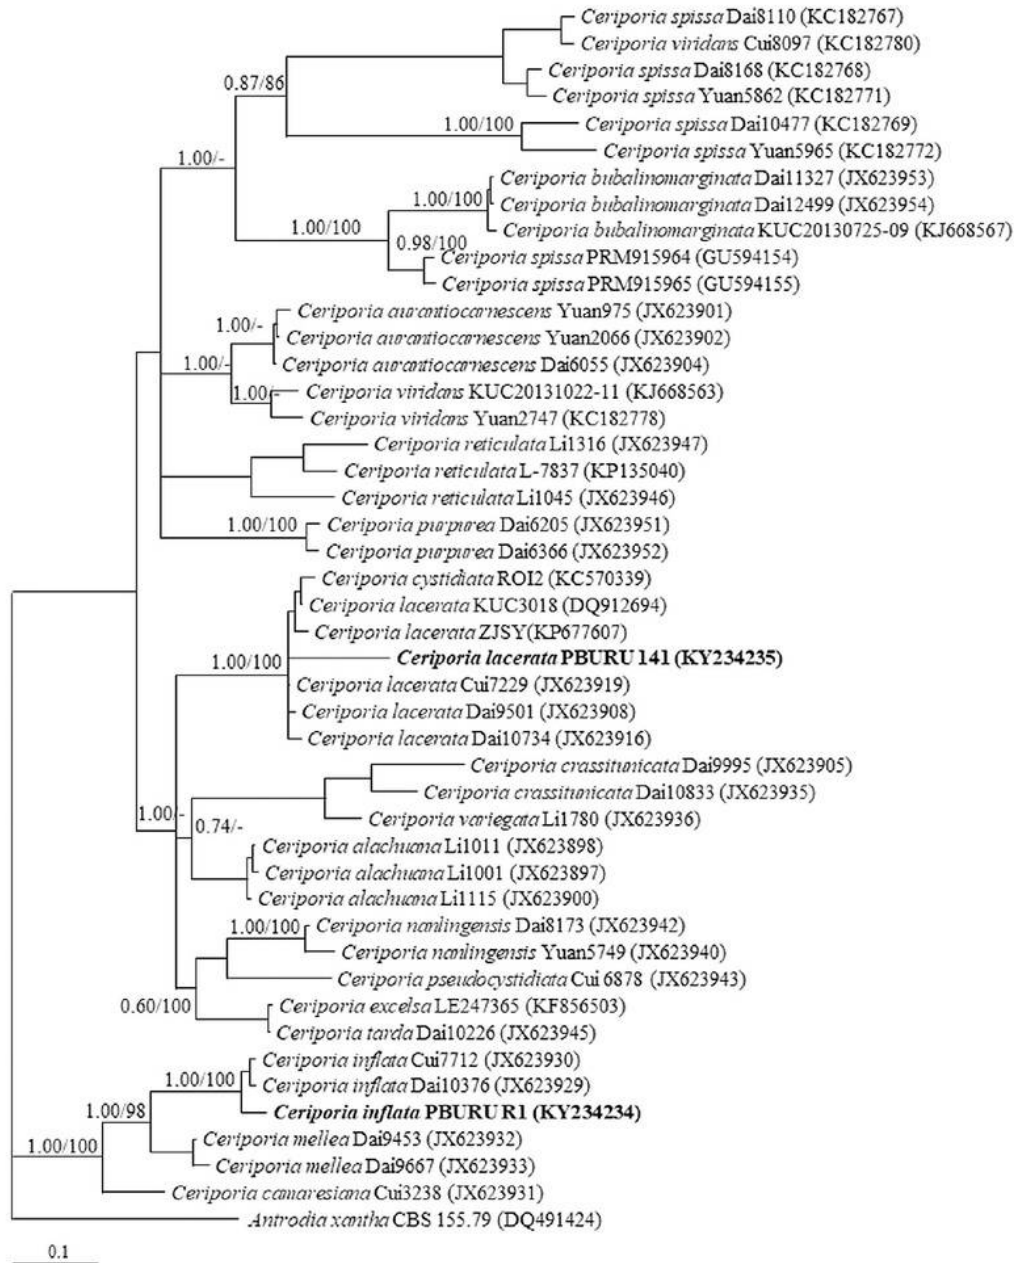 Ceriporia spissa Dai8110 (KC182767)
Ceriporia viridans Cui8097 (KC182780)
Ceriporia spissa Dai8168 (KC182768)
0.87/86
Ceriporia spissa Yuan5862 (KC182771)
1.00/100
Ceriporia spissa Dai10477 (KC182769)
1.00/-
Ceriporia spissa Yuan5965 (KC182772)
Ceriporia bubalinomarginata Dai11327 (JX623953)
1.00/100
Ceriporia bubalinomarginata Dai12499 (JX623954)
1.00/100
Ceriporia bubalinomarginata KUC20130725-09 (KJ668567)
0.98/100
Ceriporia spissa PRM915964 (GU594154)
Ceriporia spissa PRM915965 (GU594155)
Ceriporia aurantiocarnescens Yuan975 (JX623901)
1.00/-
Ceriporia aurantiocarnescens Yuan2066 (JX623902)
1.00/-
Ceriporia aurantiocarnescens Dai6055 (JX623904)
1.00/-
Ceriporia viridans KUC20131022-11 (KJ668563)
Ceriporia viridans Yuan2747 (KC182778)
Ceriporia reticulata Li1316 (JX623947)
Ceriporia reticulata L-7837 (KP135040)
Ceriporia reticulata Li1045 (JX623946)
1.00/100
Ceriporia purpurea Dai6205 (JX623951)
Ceriporia purpurea Dai6366 (JX623952)
Ceriporia cystidiata ROI2 (KC570339)
Ceriporia lacerata KUC3018 (DQ912694)
Ceriporia lacerata ZJSY(KP677607)
1.00/100
Ceriporia lacerata PBURU 141 (KY234235)
Ceriporia lacerata Cui7229 (JX623919)
Ceriporia lacerata Dai9501 (JX623908)
Ceriporia lacerata Dai10734 (JX623916)
Ceriporia crassitunicata Dai9995 (JX623905)
Ceriporia crassitunicata Dai10833 (JX623935)
1.00/-
Ceriporia variegata Li1780 (JX623936)
0.74/-
Ceriporia alachuana Li1011 (JX623898)
Ceriporia alachuana Li1001 (JX623897)
Ceriporia alachuana Li1115 (JX623900)
1.00/100
Ceriporia nanlingensis Dai8173 (JX623942)
Ceriporia nanlingensis Yuan5749 (JX623940)
Ceriporia pseudocystidiata Cui 6878 (JX623943)
0.60/100
Ceriporia excelsa LE247365 (KF856503)
Ceriporia tarda Dai10226 (JX623945)
Ceriporia inflata Cui7712 (JX623930)
1.00/100
Ceriporia inflata Dai10376 (JX623929)
1.00/98
Ceriporia inflata PBURU R1 (KY234234)
Ceriporia mellea Dai9453 (JX623932)
1.00/100
Ceriporia mellea Dai9667 (JX623933)
Ceriporia camaresiana Cui3238 (JX623931)
Antrodia xantha CBS 155.79 (DQ491424)
0.1